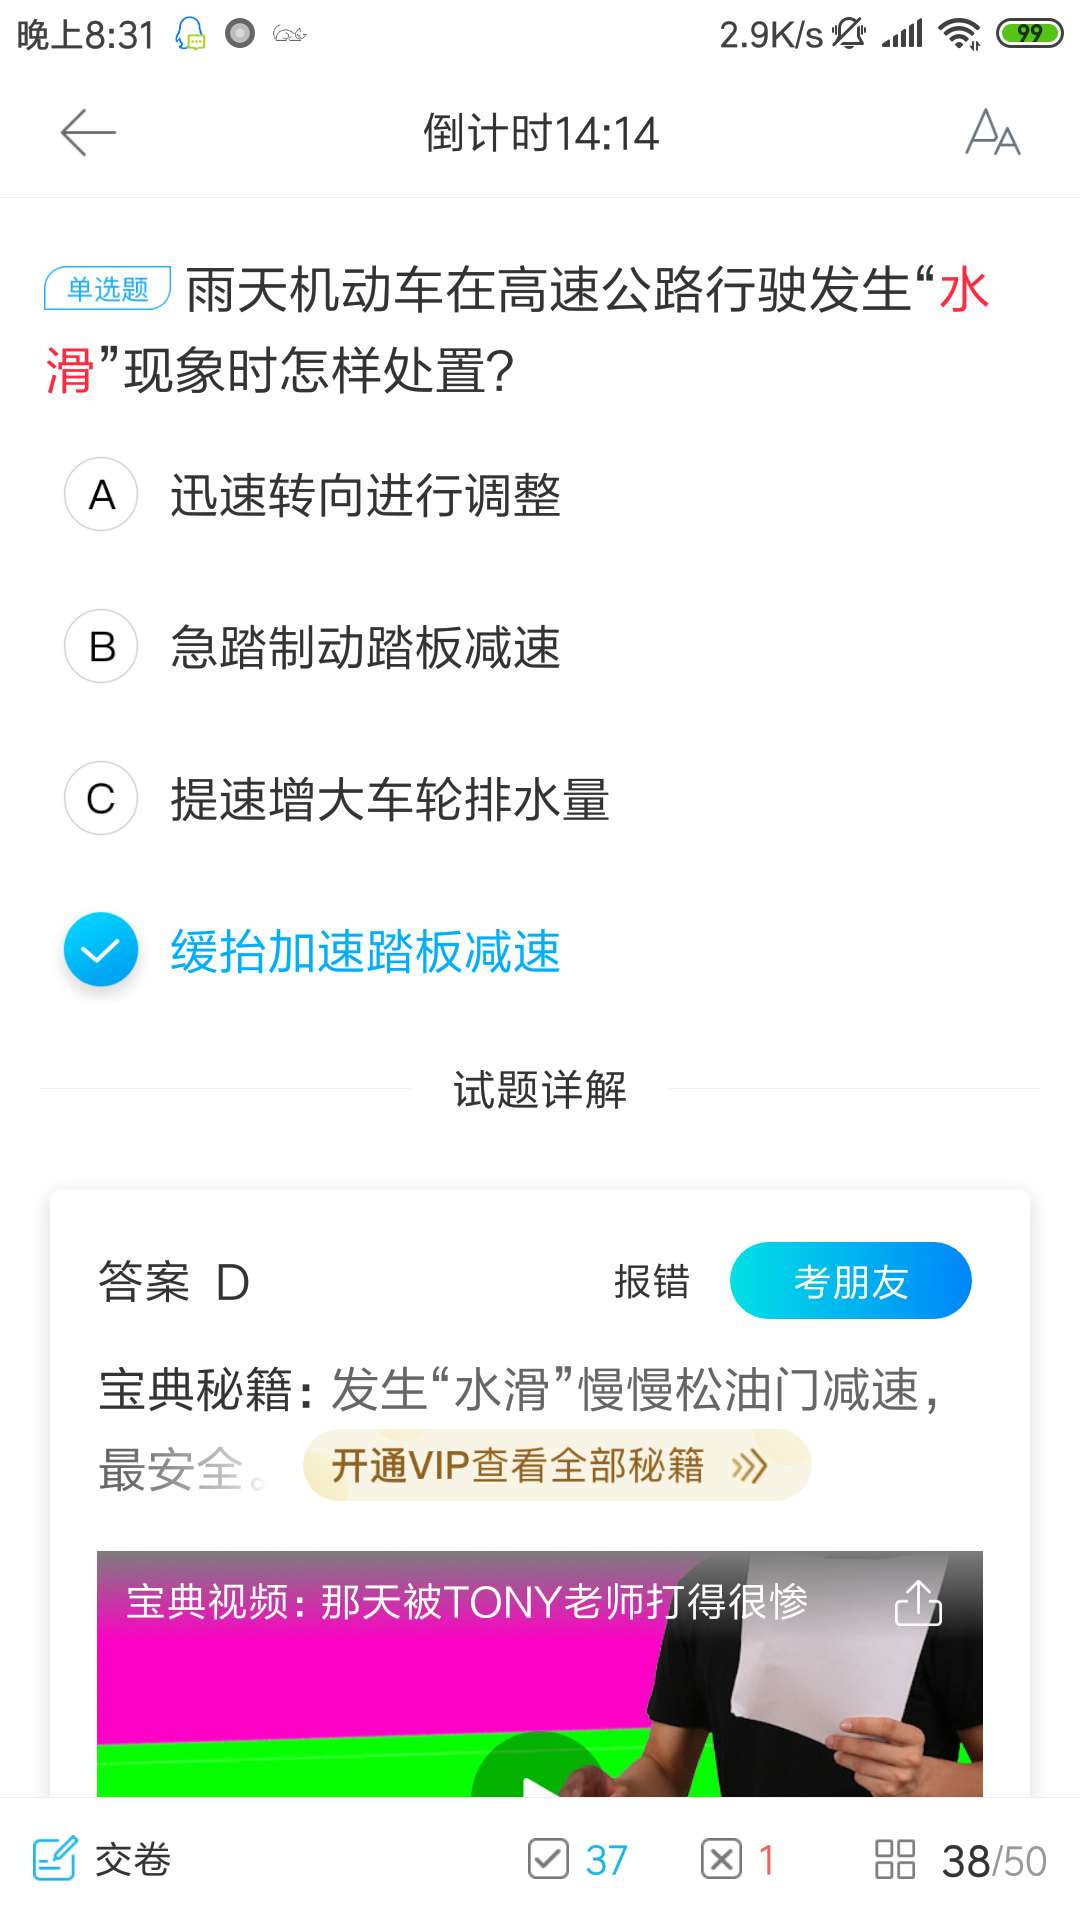 晚上8:31
2.9K/s
99
倒计时14:14
单选题 雨天机动车在高速公路行驶发生“水
滑”现象时怎样处置?
A 迅速转向进行调整
B 急踏制动踏板减速
C 提速增大车轮排水量
缓抬加速踏板减速
试题详解
答案 D
报错
考朋友
宝典秘籍：发生“水滑”慢慢松油门减速，
最安全。
开通VIP查看全部秘籍
宝典视频：那天被TONY老师打得很惨
交卷
37
1
38/50